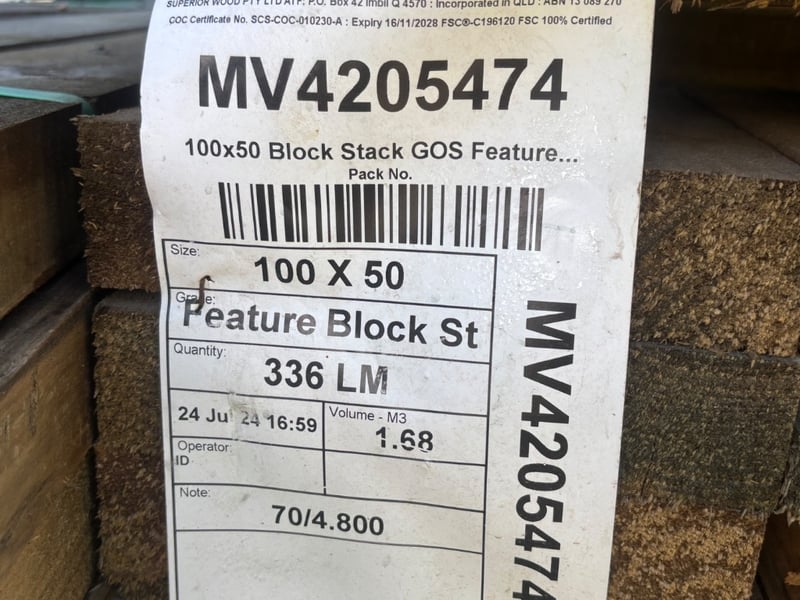 SUPERIOR WOOD PTY LTD ATF: P.O. Box 42 Imbil Q 4570 : Incorporated in QLD : ABN 13 089 270
COC Certificate No. SCS-COC-010230-A : Expiry 16/11/2028 FSC®-C196120 FSC 100% Certified
MV4205474
100x50 Block Stack GOS Feature...
Pack No.
Size:
100 X 50
Grade:
Feature Block St
Quantity:
336 LM
24 Jul 24 16:59
Volume - M3
1.68
Operator:
ID
Note:
70/4.800
MV4205474